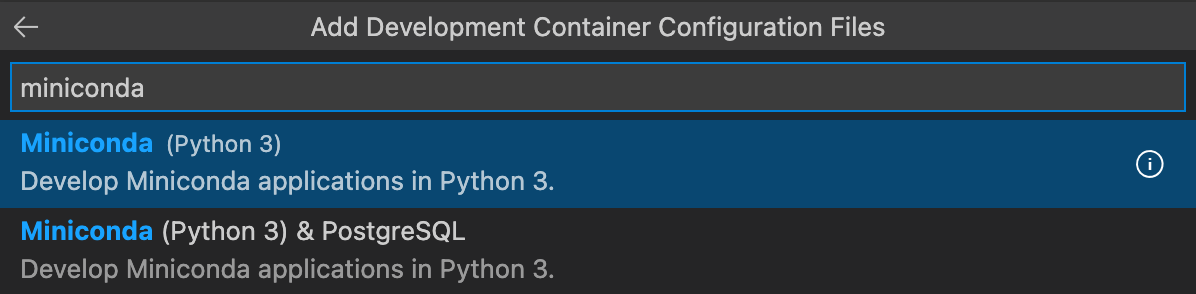 Add Development Container Configuration Files
miniconda
Miniconda (Python 3)
Develop Miniconda applications in Python 3.
Miniconda (Python 3) & PostgreSQL
Develop Miniconda applications in Python 3.